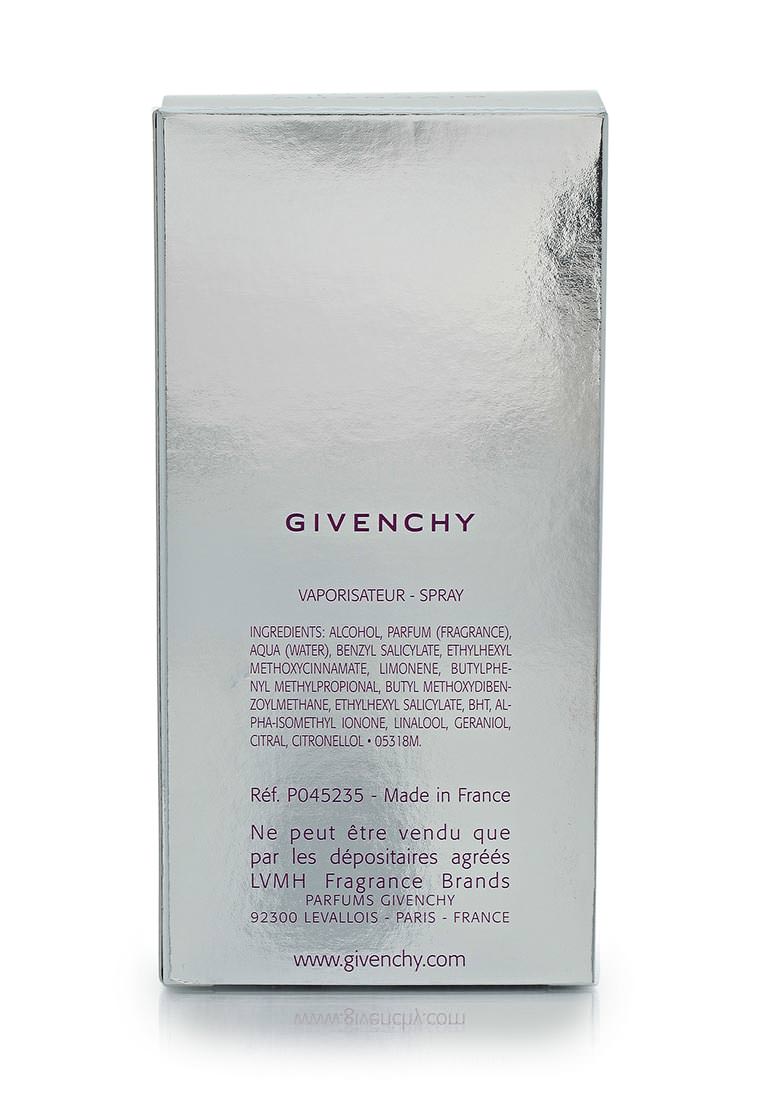 GIVENCHY
VAPORISATEUR - SPRAY
INGREDIENTS: ALCOHOL, PARFUM (FRAGRANCE),
AQUA (WATER), BENZYL SALICYLATE, ETHYLHEXYL
METHOXYCINNAMATE, LIMONENE, BUTYLPHE-
NYL METHYLPROPIONAL, BUTYL METHOXYDIBEN-
ZOYLMETHANE, ETHYLHEXYL SALICYLATE, BHT, AL-
PHA-ISOMETHYL IONONE, LINALOOL, GERANIOL,
CITRAL, CITRONELLOL • 05318M.
Réf. P045235 - Made in France
Ne peut être vendu que
par les dépositaires agréés
LVMH Fragrance Brands
PARFUMS GIVENCHY
92300 LEVALLOIS - PARIS - FRANCE
www.givenchy.com